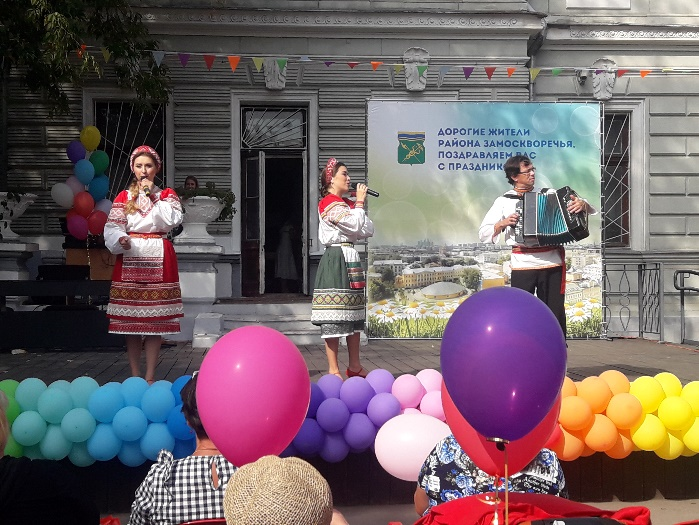 ДОРОГИЕ ЖИТЕЛИ
РАЙОНА ЗАМОСКВОРЕЧЬЯ.
ПОЗДРАВЛЯЕМ ВАС
С ПРАЗДНИКОМ